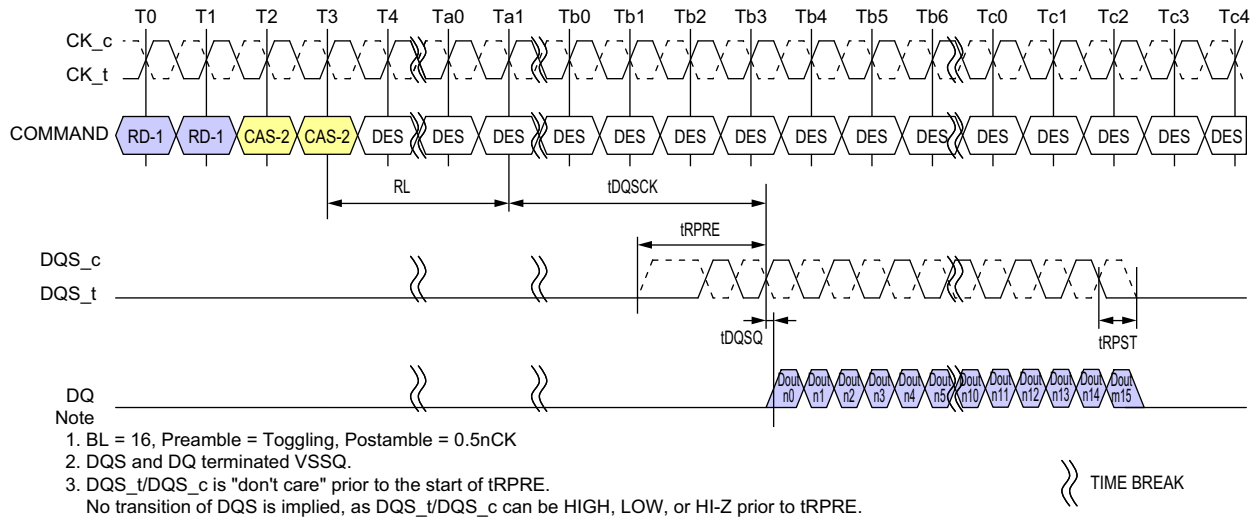 T0 T1 T2 T3 T4 Ta0 Ta1 Tb0 Tb1 Tb2 Tb3 Tb4 Tb5 Tb6 Tc0 Tc1 Tc2 Tc3 Tc4
CK_c
CK_t
COMMAND RD-1 RD-1 CAS-2 CAS-2 DES DES DES DES DES DES DES DES DES DES DES DES DES DES DES
RL tDQSCK
tRPRE
DQS_c
DQS_t
tDQSQ tRPST
DQ Dout n0 Dout n1 Dout n2 Dout n3 Dout n4 Dout n5 Dout n10 Dout n11 Dout n12 Dout n13 Dout n14 Dout m15
Note
1. BL = 16, Preamble = Toggling, Postamble = 0.5nCK
2. DQS and DQ terminated VSSQ.
3. DQS_t/DQS_c is "don't care" prior to the start of tRPRE.
No transition of DQS is implied, as DQS_t/DQS_c can be HIGH, LOW, or HI-Z prior to tRPRE.
TIME BREAK